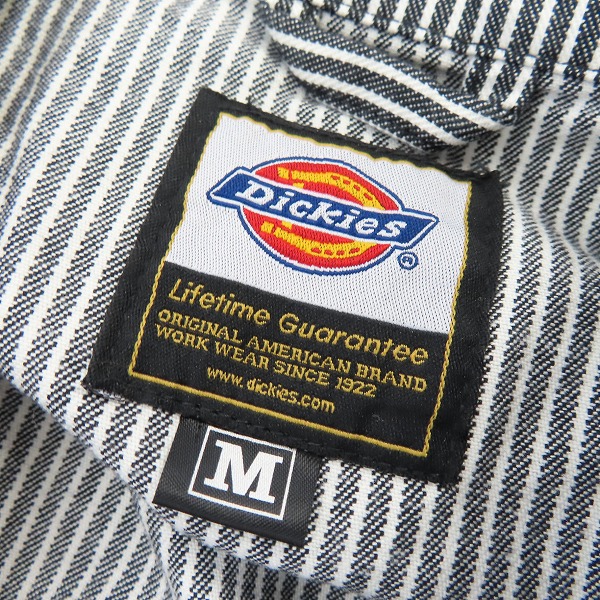 Dickies
®
Lifetime Guarantee
ORIGINAL AMERICAN BRAND
WORK WEAR SINCE 1922
www.dickies.com
M